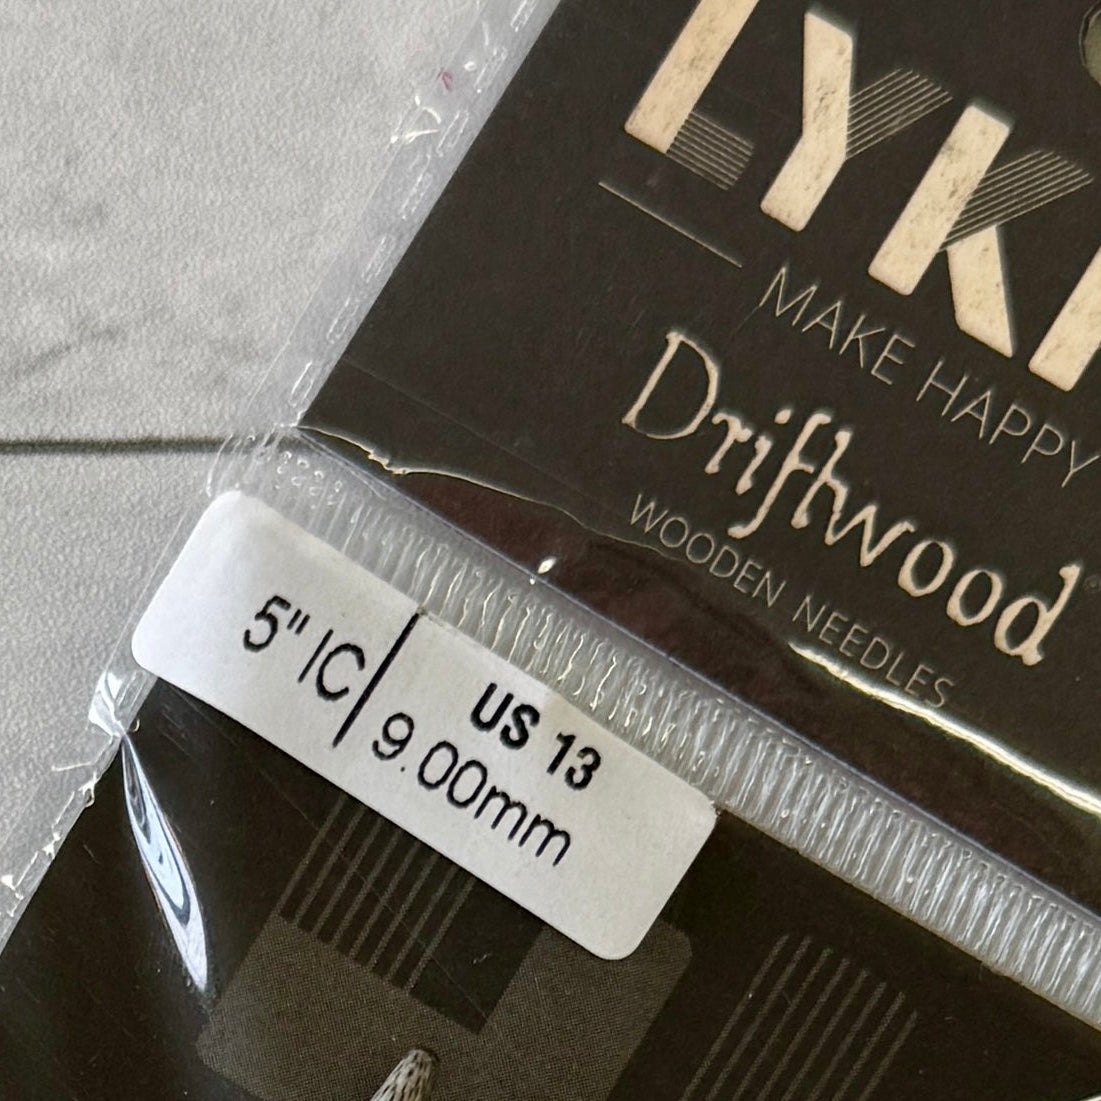 LYK
MAKE HAPPY
Driftwood
WOODEN NEEDLES
5" IC
US 13
9.00mm